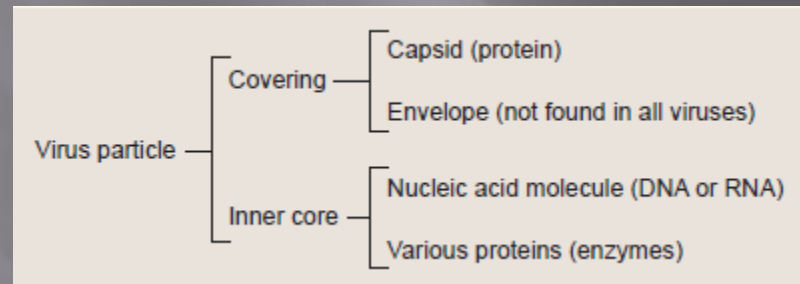 Capsid (protein)
Covering
Envelope (not found in all viruses)
Virus particle
Nucleic acid molecule (DNA or RNA)
Inner core
Various proteins (enzymes)